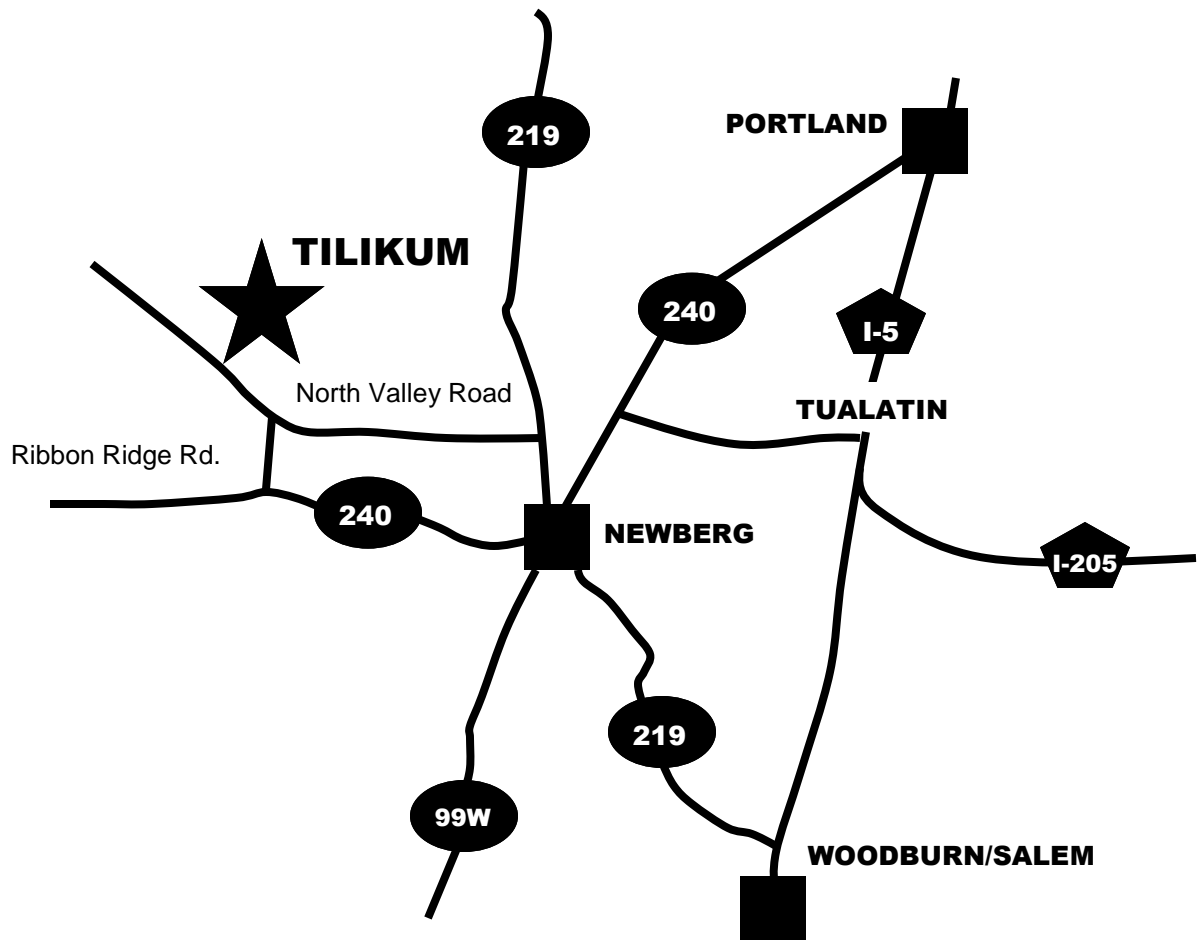 219
PORTLAND
TILIKUM
240
I-5
North Valley Road
TUALATIN
Ribbon Ridge Rd.
240
NEWBERG
I-205
219
99W
WOODBURN/SALEM